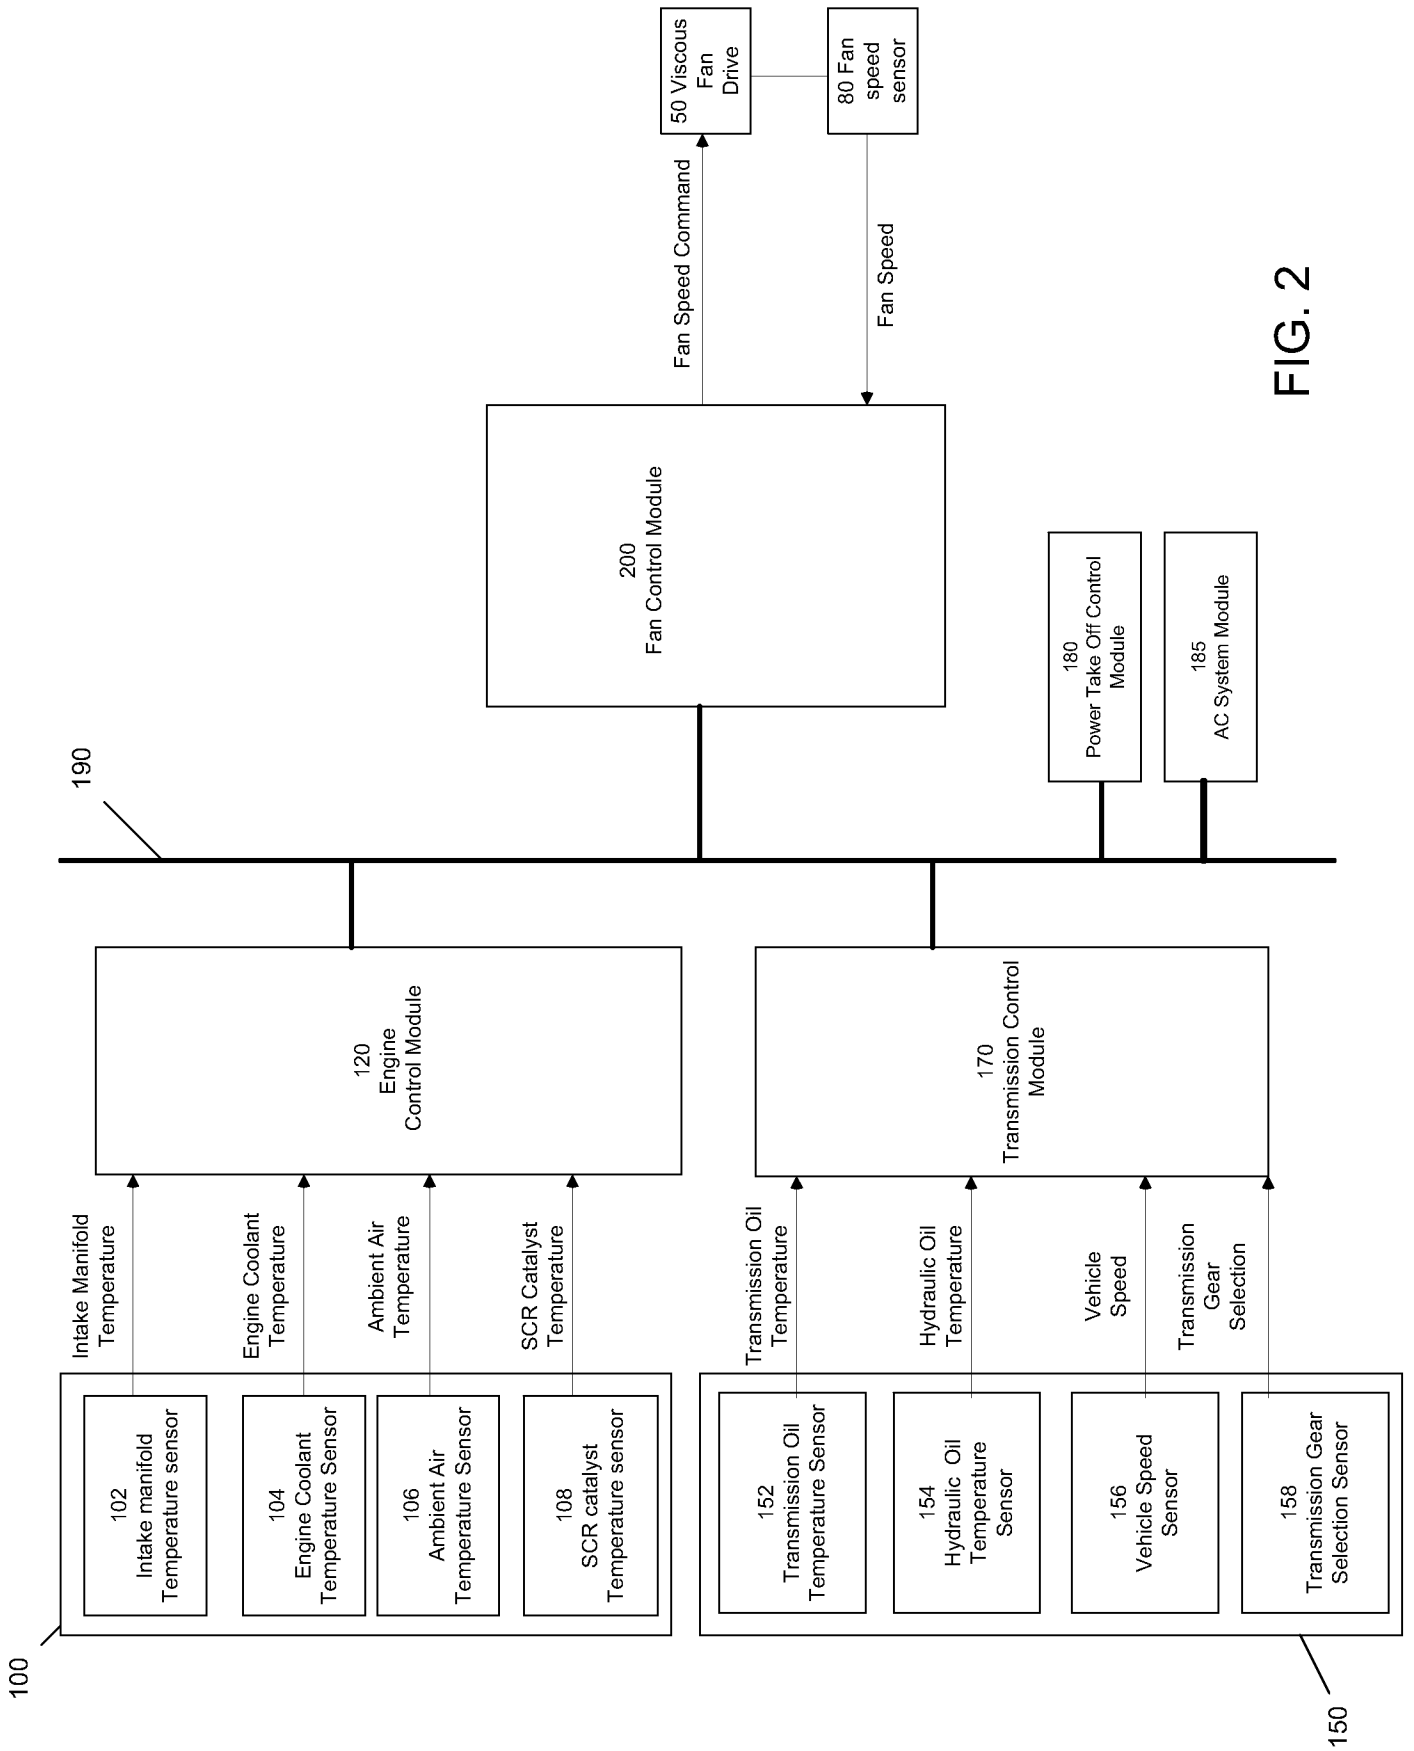 100
102
Intake manifold
Temperature sensor
104
Engine Coolant
Temperature Sensor
106
Ambient Air
Temperature Sensor
108
SCR catalyst
Temperature sensor
Intake Manifold
Temperature
Engine Coolant
Temperature
Ambient Air
Temperature
SCR Catalyst
Temperature
120
Engine
Control Module
150
152
Transmission Oil
Temperature Sensor
154
Hydraulic Oil
Temperature
Sensor
156
Vehicle Speed
Sensor
158
Transmission Gear
Selection Sensor
Transmission Oil
Temperature
Hydraulic Oil
Temperature
Vehicle
Speed
Transmission
Gear
Selection
170
Transmission Control
Module
190
200
Fan Control Module
180
Power Take Off Control
Module
185
AC System Module
Fan Speed Command
Fan Speed
50 Viscous
Fan
Drive
80 Fan
speed
sensor
FIG. 2